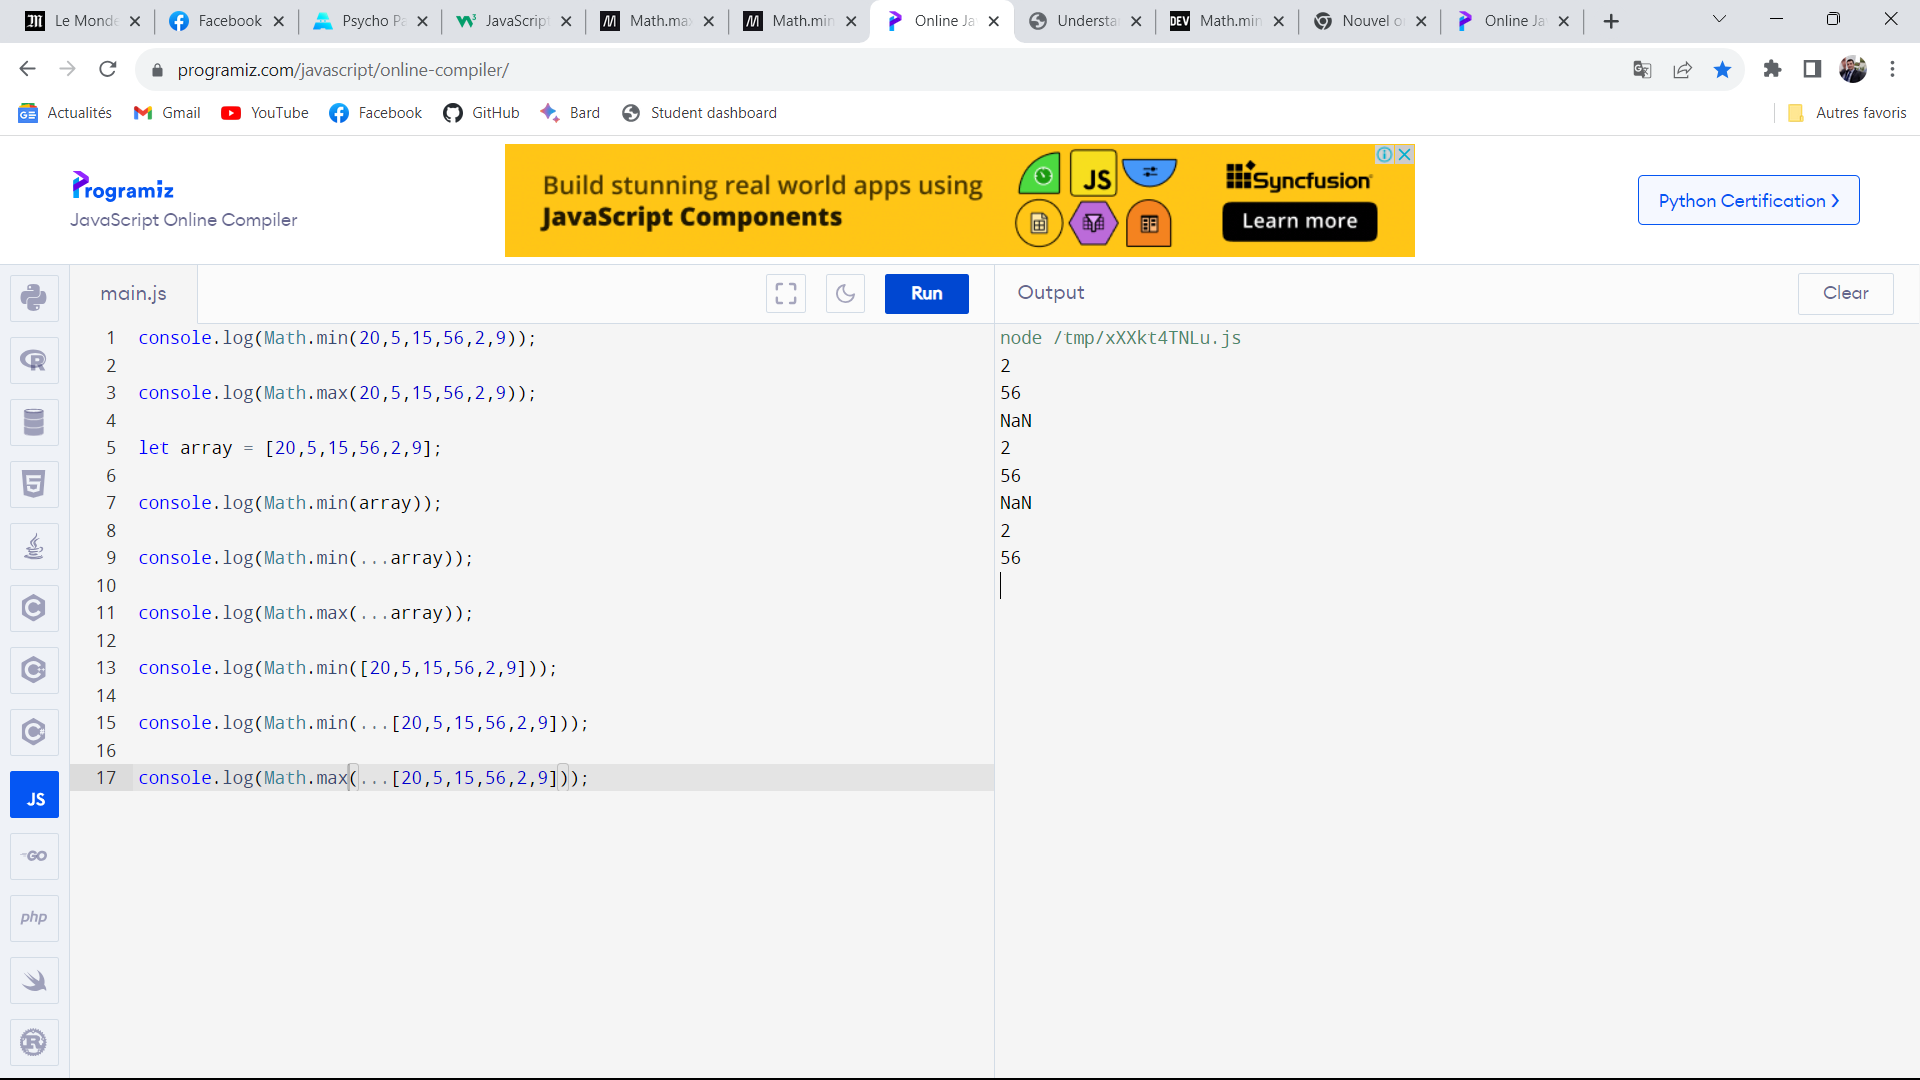 Le Monde
Facebook
Psycho Pa
JavaScript
Math.max
Math.min
Online Ja
Understa
DEV
Math.min
Nouvel o
Online Ja
programiz.com/javascript/online-compiler/
Actualités
Gmail
YouTube
Facebook
GitHub
Bard
Student dashboard
Autres favoris
Programiz
JavaScript Online Compiler
Build stunning real world apps using
JavaScript Components
JS
Syncfusion
Learn more
Python Certification
main.js
Run
Output
Clear
1 console.log(Math.min(20,5,15,56,2,9));
2
3 console.log(Math.max(20,5,15,56,2,9));
4
5 let array = [20,5,15,56,2,9];
6
7 console.log(Math.min(array));
8
9 console.log(Math.min(...array));
10
11 console.log(Math.max(...array));
12
13 console.log(Math.min([20,5,15,56,2,9]));
14
15 console.log(Math.min(...[20,5,15,56,2,9]));
16
17 console.log(Math.max(...[20,5,15,56,2,9]));
node /tmp/xXXkt4TNLu.js
2
56
NaN
2
56
NaN
2
56
JS
GO
php